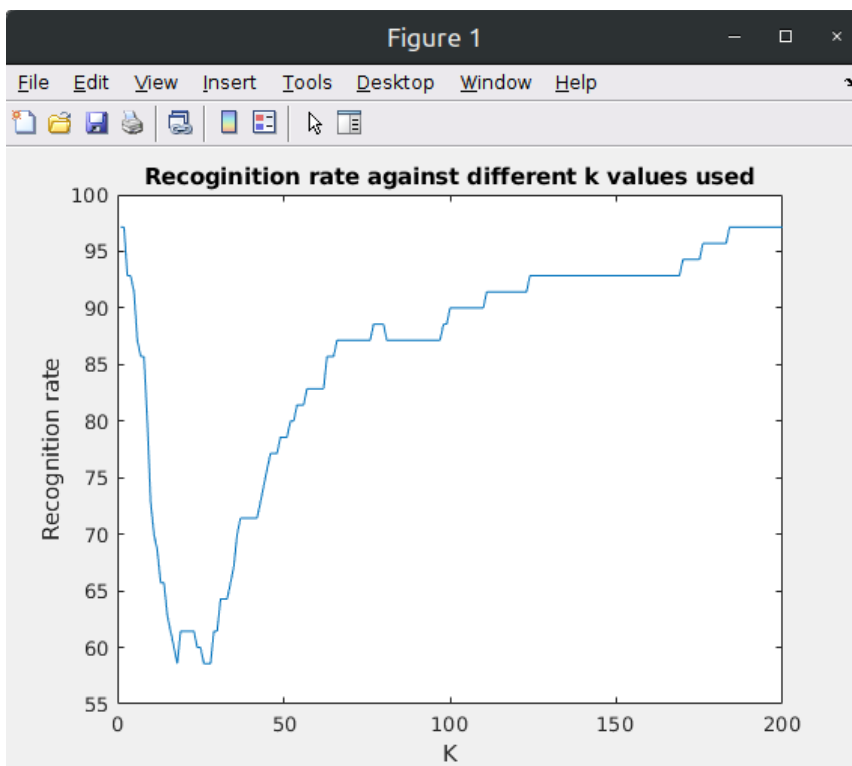 Figure 1
File Edit View Insert Tools Desktop Window Help
Recoginition rate against different k values used
100
95
90
85
80
75
70
65
60
55
Recognition rate
0 50 100 150 200
K